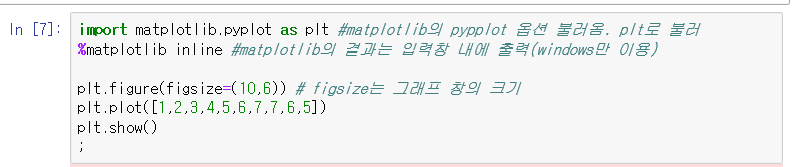 In [7]: import matplotlib.pyplot as plt #matplotlib의 pypplot 옵션 불러옴. plt로 불러
%matplotlib inline #matplotlib의 결과는 입력창 내에 출력(windows만 이용)
plt.figure(figsize=(10,6)) # figsize는 그래프 창의 크기
plt.plot([1,2,3,4,5,6,7,7,6,5])
plt.show()
;